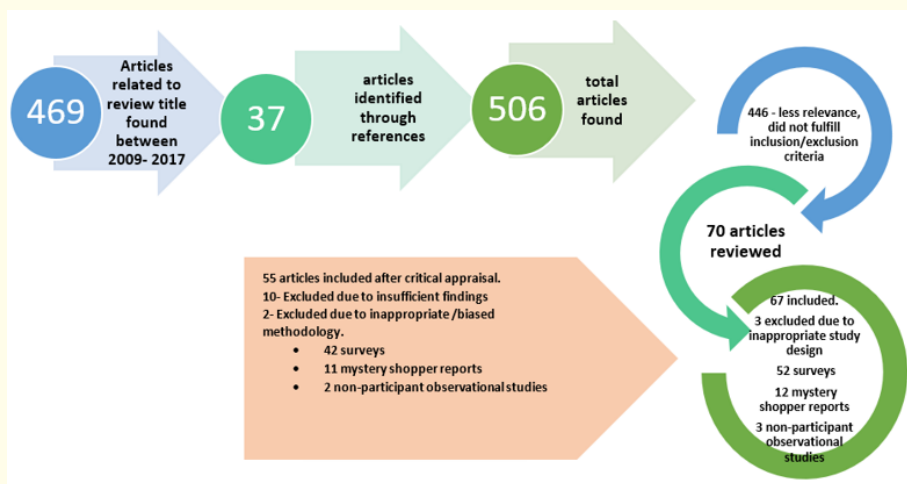 469
Articles
related to
review title
found
between
2009- 2017
37
articles
identified
through
references
506
total
articles
found
446 - less relevance,
did not fulfill
inclusion/exclusion
criteria
70 articles
reviewed
67 included.
3 excluded due to
inappropriate study
design
52 surveys
12 mystery
shopper reports
3 non-participant
observational
studies
55 articles included after critical appraisal.
10- Excluded due to insufficient findings
2- Excluded due to inappropriate /biased
methodology.
• 42 surveys
• 11 mystery shopper reports
• 2 non-participant observational studies